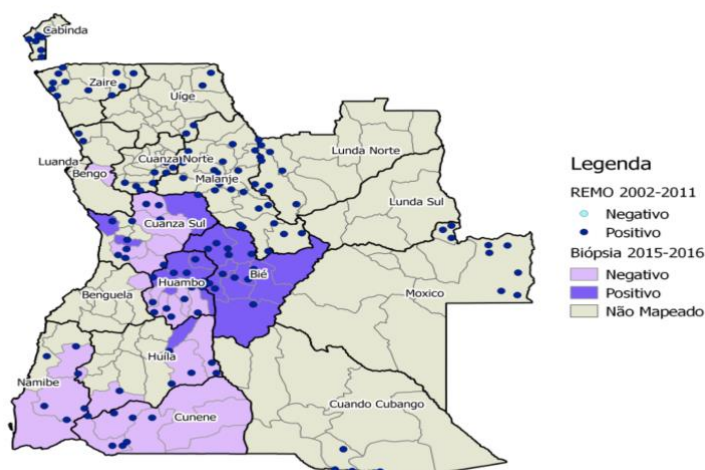 Cabinda
Zaire
Uíge
Luanda
Bengo
Cuanza Norte
Malanje
Lunda Norte
Lunda Sul
Cuanza Sul
Benguela
Huambo
Bié
Moxico
Namibe
Huíla
Cunene
Cuando Cubango
Legenda
REMO 2002-2011
Negativo
Positivo
Biópsia 2015-2016
Negativo
Positivo
Não Mapeado